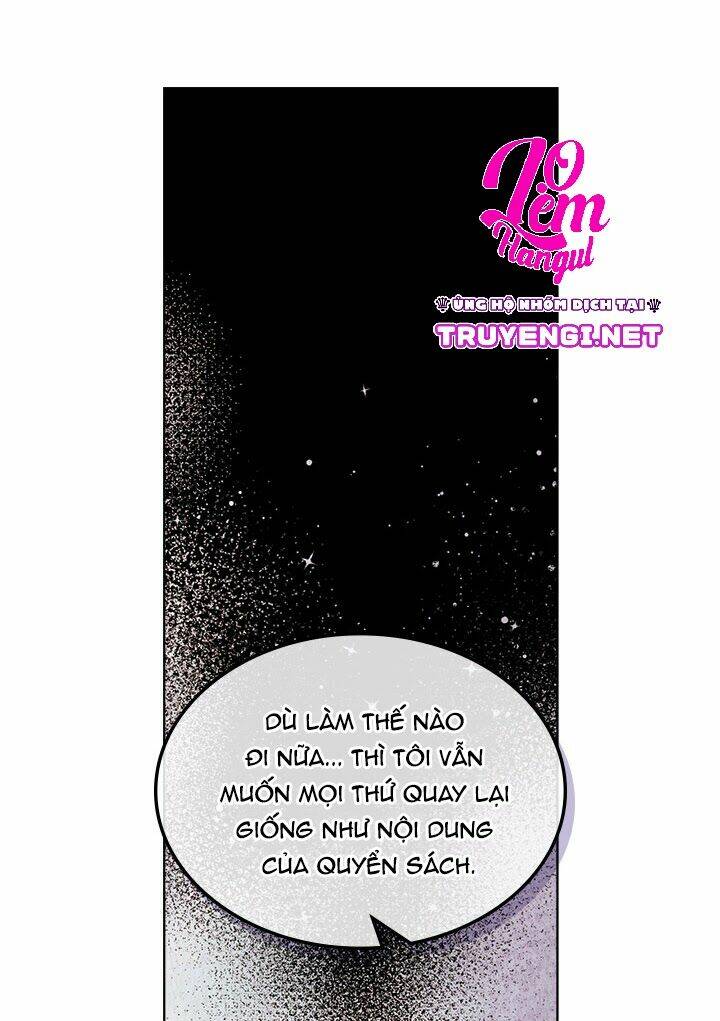 Lọ
Lem
Hangul
ỦNG HỘ NHÓM DỊCH TẠI
TRUYENGI.NET
DÙ LÀM THẾ NÀO
ĐI NỮA... THÌ TÔI VẪN
MUỐN MỌI THỨ QUAY LẠI
GIỐNG NHƯ NỘI DUNG
CỦA QUYỂN SÁCH.